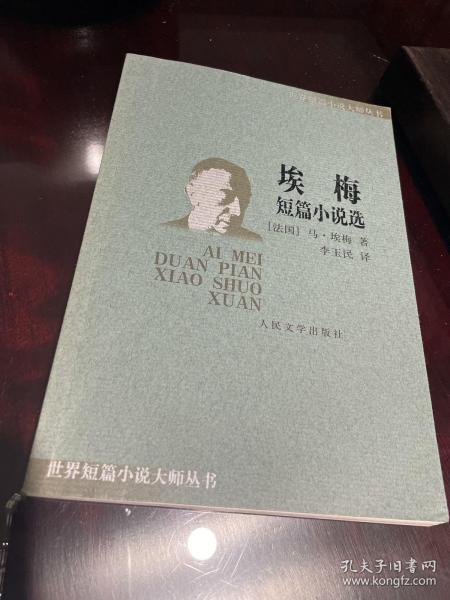 世界短篇小说大师丛书
埃梅
短篇小说选
[法国] 马·埃梅 著
李玉民 译
AI MEI
DUAN PIAN
XIAO SHUO
XUAN
人民文学出版社
世界短篇小说大师丛书
孔夫子旧书网
www.kongfz.com